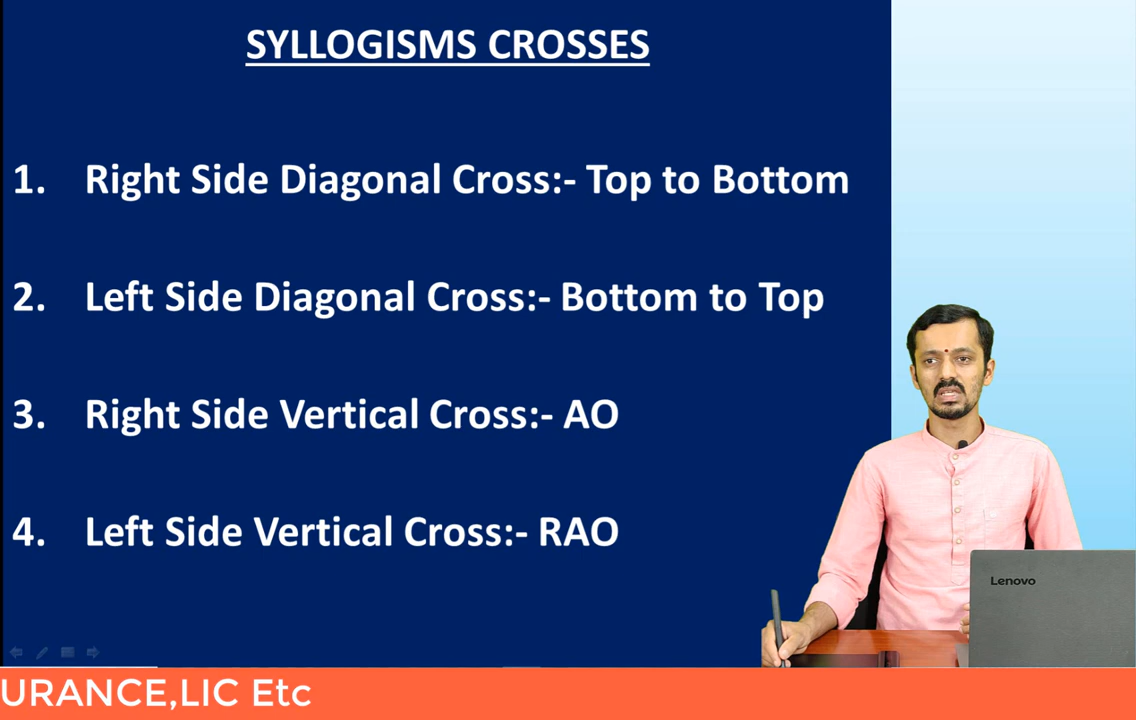 SYLLOGISMS CROSSES
1. Right Side Diagonal Cross:- Top to Bottom
2. Left Side Diagonal Cross:- Bottom to Top
3. Right Side Vertical Cross:- AO
4. Left Side Vertical Cross:- RAO
Lenovo
URANCE,LIC Etc